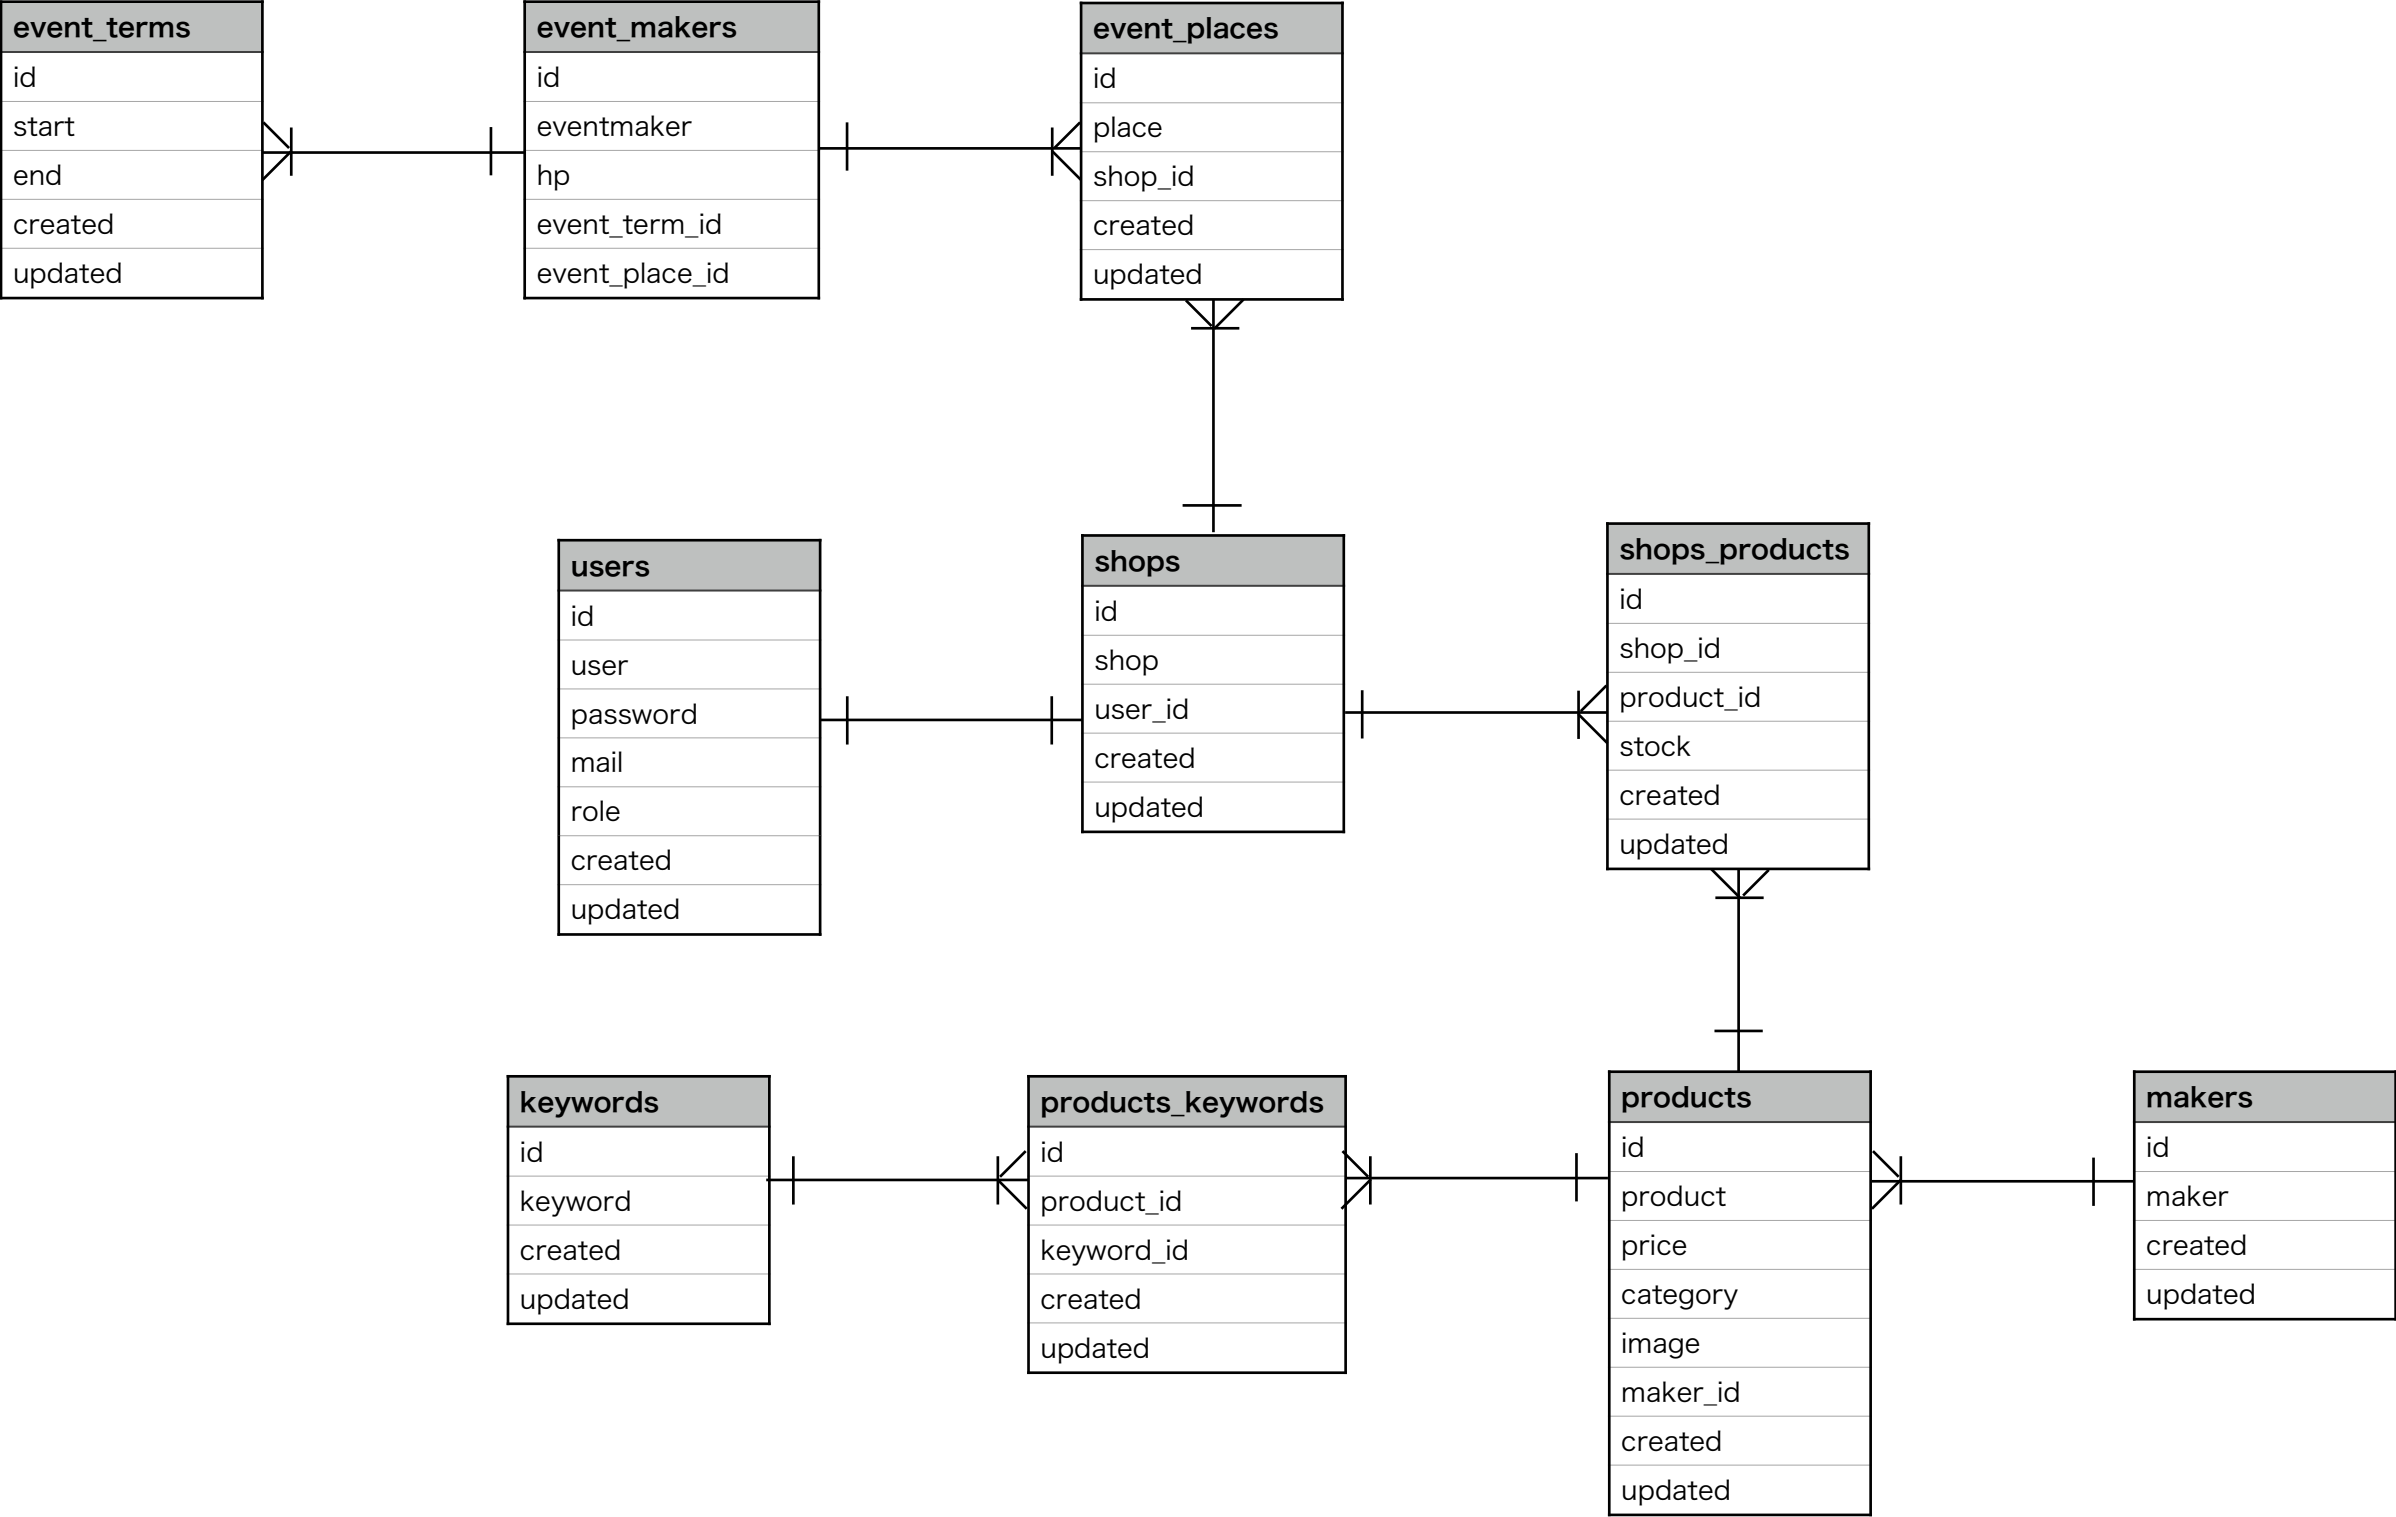 event_terms
id
start
end
created
updated
event_makers
id
eventmaker
hp
event_term_id
event_place_id
event_places
id
place
shop_id
created
updated
users
id
user
password
mail
role
created
updated
shops
id
shop
user_id
created
updated
shops_products
id
shop_id
product_id
stock
created
updated
keywords
id
keyword
created
updated
products_keywords
id
product_id
keyword_id
created
updated
products
id
product
price
category
image
maker_id
created
updated
makers
id
maker
created
updated